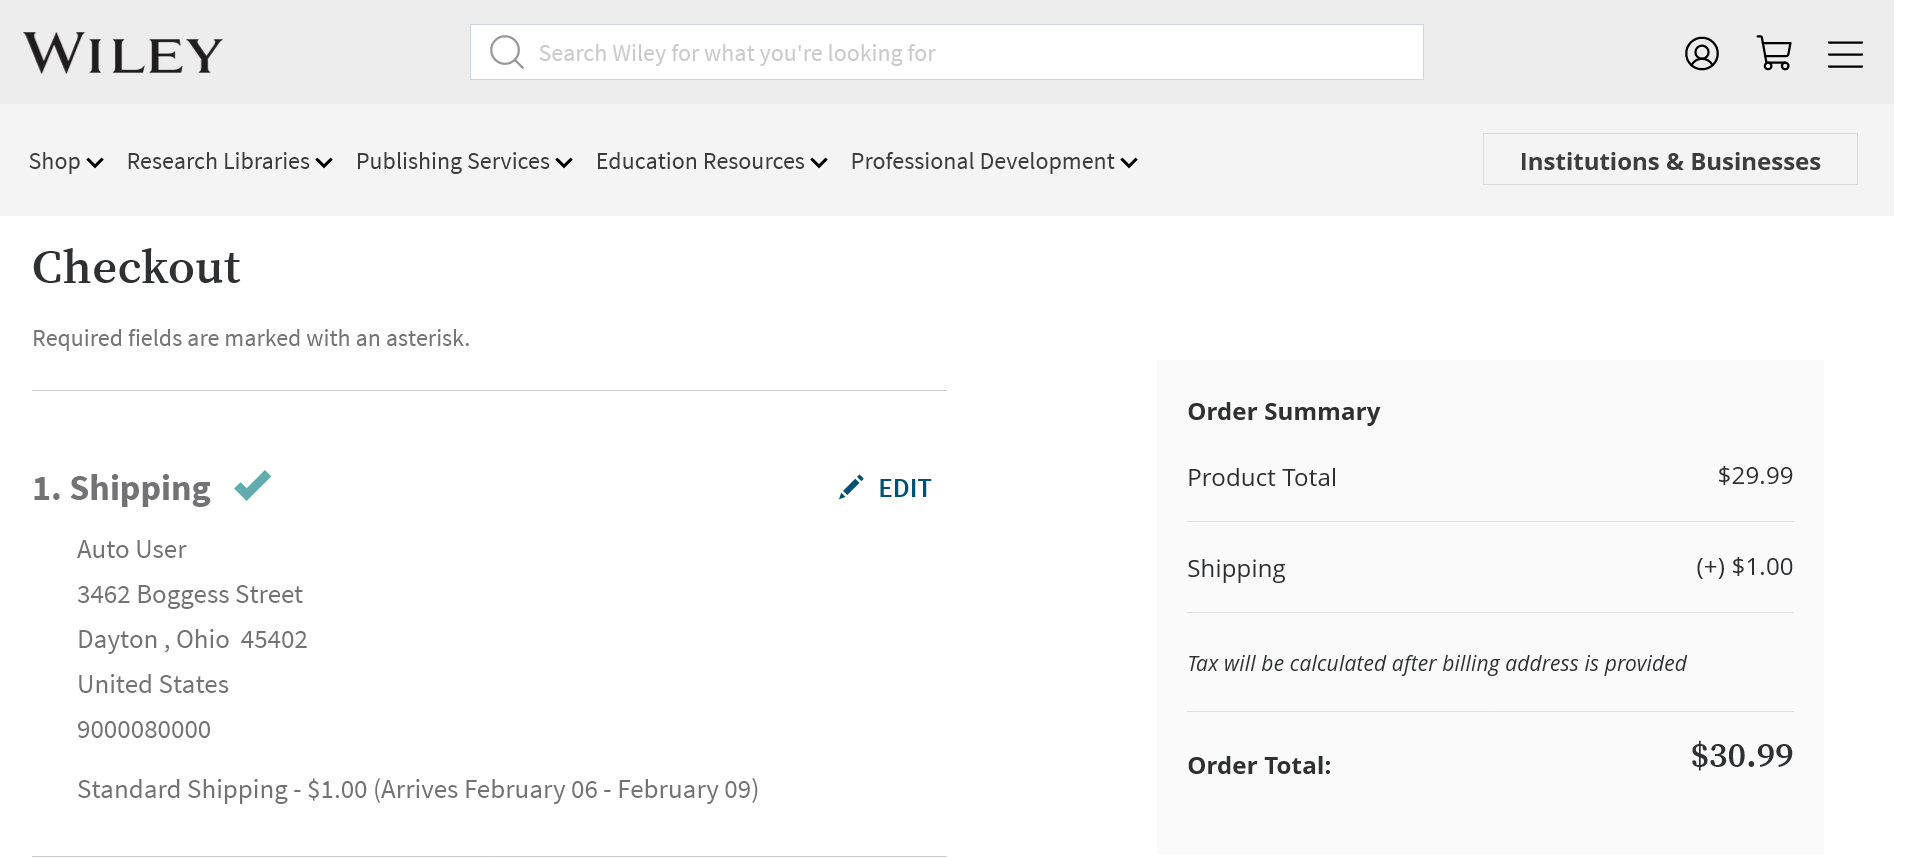 WILEY
Search Wiley for what you're looking for
Shop Research Libraries Publishing Services Education Resources Professional Development Institutions & Businesses
Checkout
Required fields are marked with an asterisk.
1. Shipping EDIT
Auto User
3462 Boggess Street
Dayton , Ohio  45402
United States
9000080000
Standard Shipping - $1.00 (Arrives February 06 - February 09)
Order Summary
Product Total $29.99
Shipping (+) $1.00
Tax will be calculated after billing address is provided
Order Total: $30.99